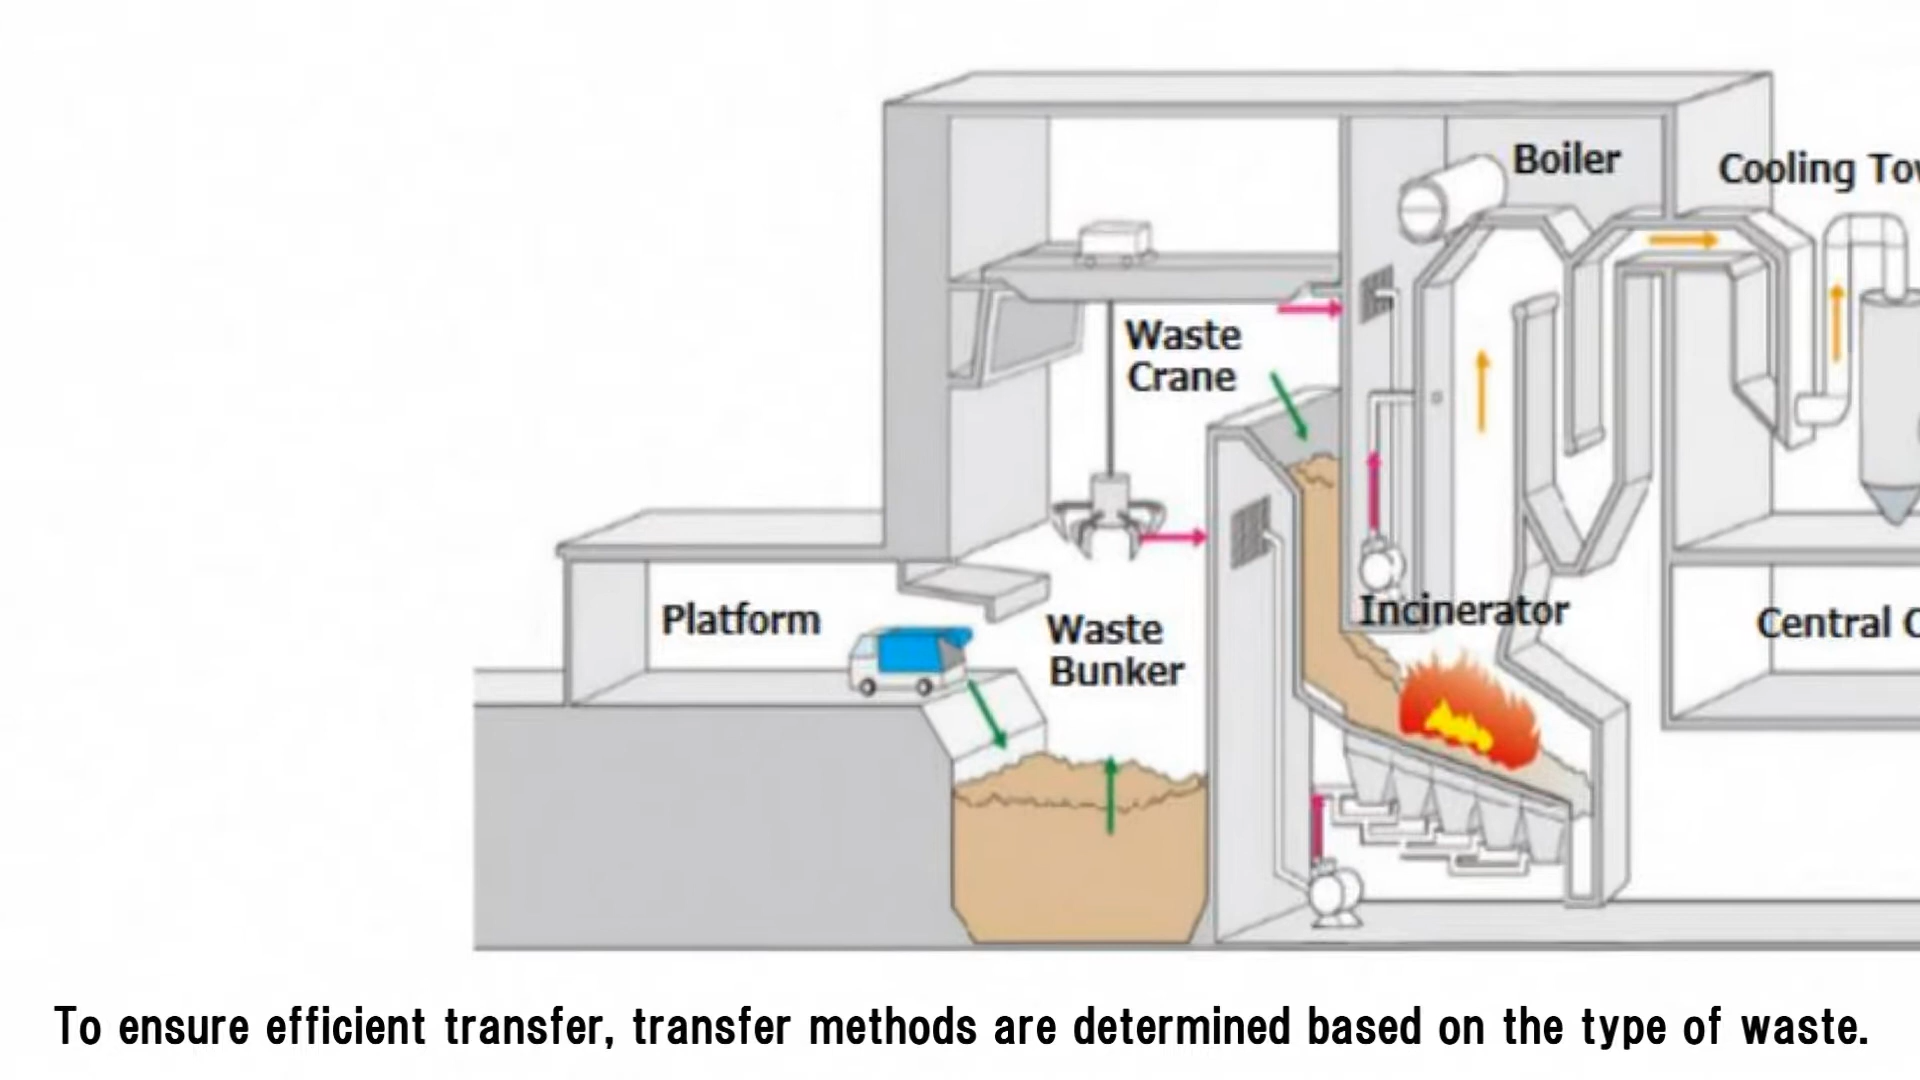 Boiler
Cooling Tow
Waste
Crane
Platform
Waste
Bunker
Incinerator
Central C
To ensure efficient transfer, transfer methods are determined based on the type of waste.